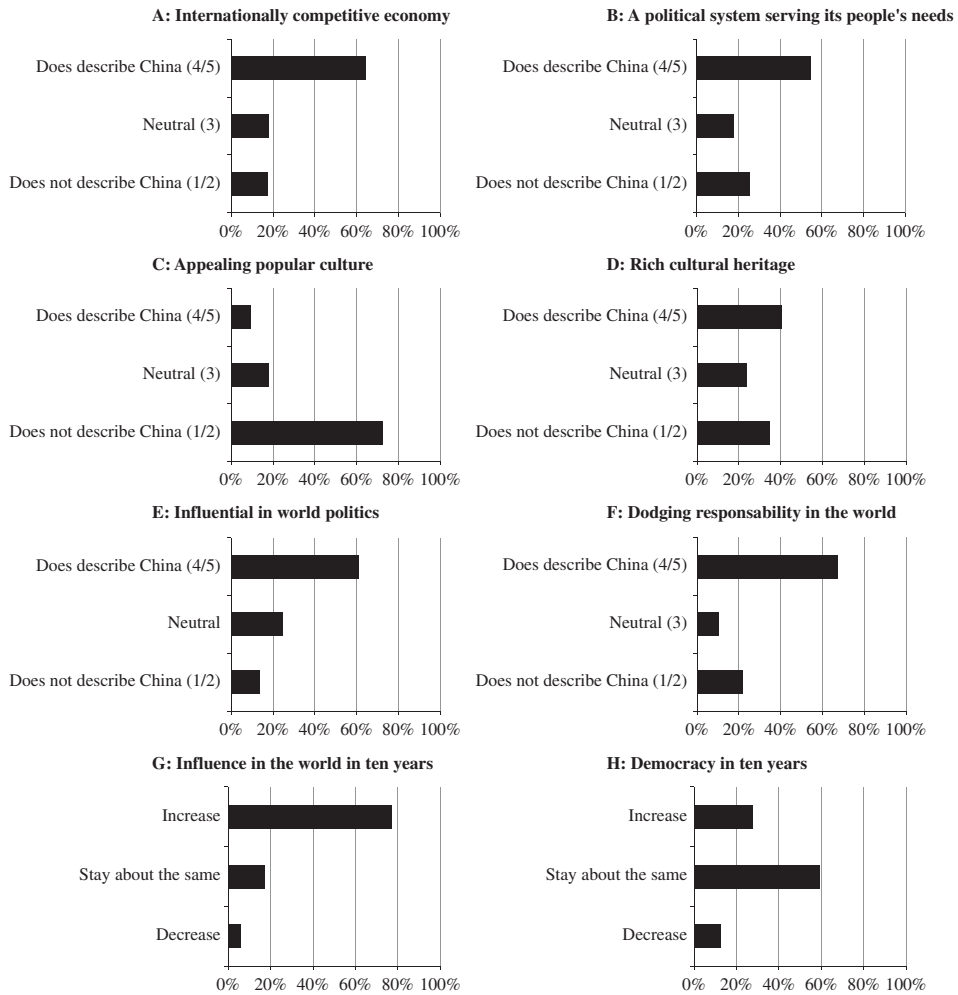 A: Internationally competitive economy
Does describe China (4/5)
Neutral (3)
Does not describe China (1/2)
0% 20% 40% 60% 80% 100%
B: A political system serving its people's needs
Does describe China (4/5)
Neutral (3)
Does not describe China (1/2)
0% 20% 40% 60% 80% 100%
C: Appealing popular culture
Does describe China (4/5)
Neutral (3)
Does not describe China (1/2)
0% 20% 40% 60% 80% 100%
D: Rich cultural heritage
Does describe China (4/5)
Neutral (3)
Does not describe China (1/2)
0% 20% 40% 60% 80% 100%
E: Influential in world politics
Does describe China (4/5)
Neutral
Does not describe China (1/2)
0% 20% 40% 60% 80% 100%
F: Dodging responsability in the world
Does describe China (4/5)
Neutral (3)
Does not describe China (1/2)
0% 20% 40% 60% 80% 100%
G: Influence in the world in ten years
Increase
Stay about the same
Decrease
0% 20% 40% 60% 80% 100%
H: Democracy in ten years
Increase
Stay about the same
Decrease
0% 20% 40% 60% 80% 100%